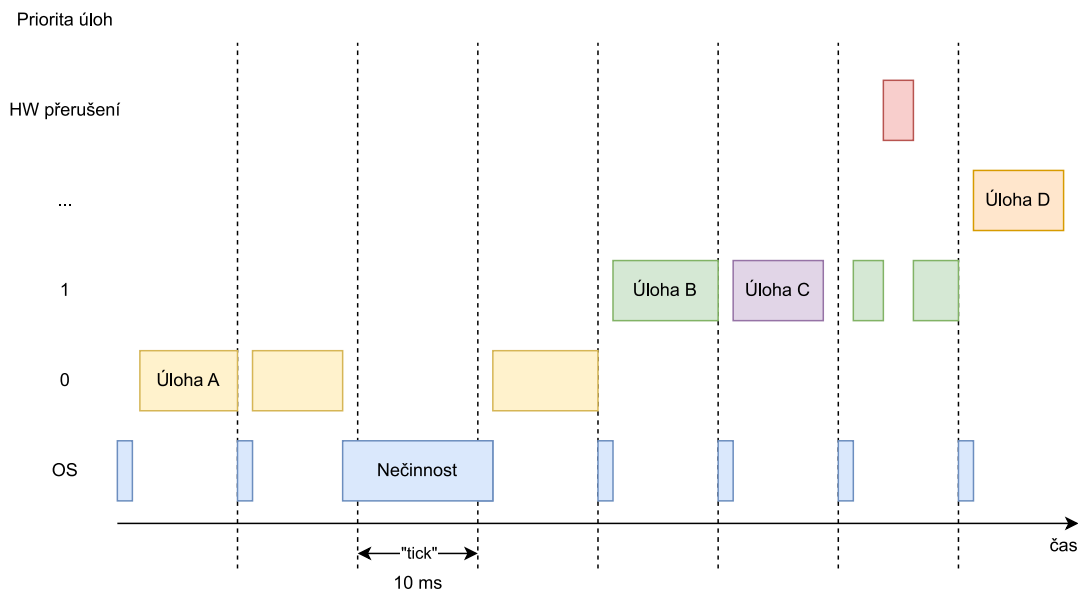 Priorita úloh
HW přerušení
...
Úloha D
1
Úloha B
Úloha C
0
Úloha A
OS
Nečinnost
čas
"tick"
10 ms